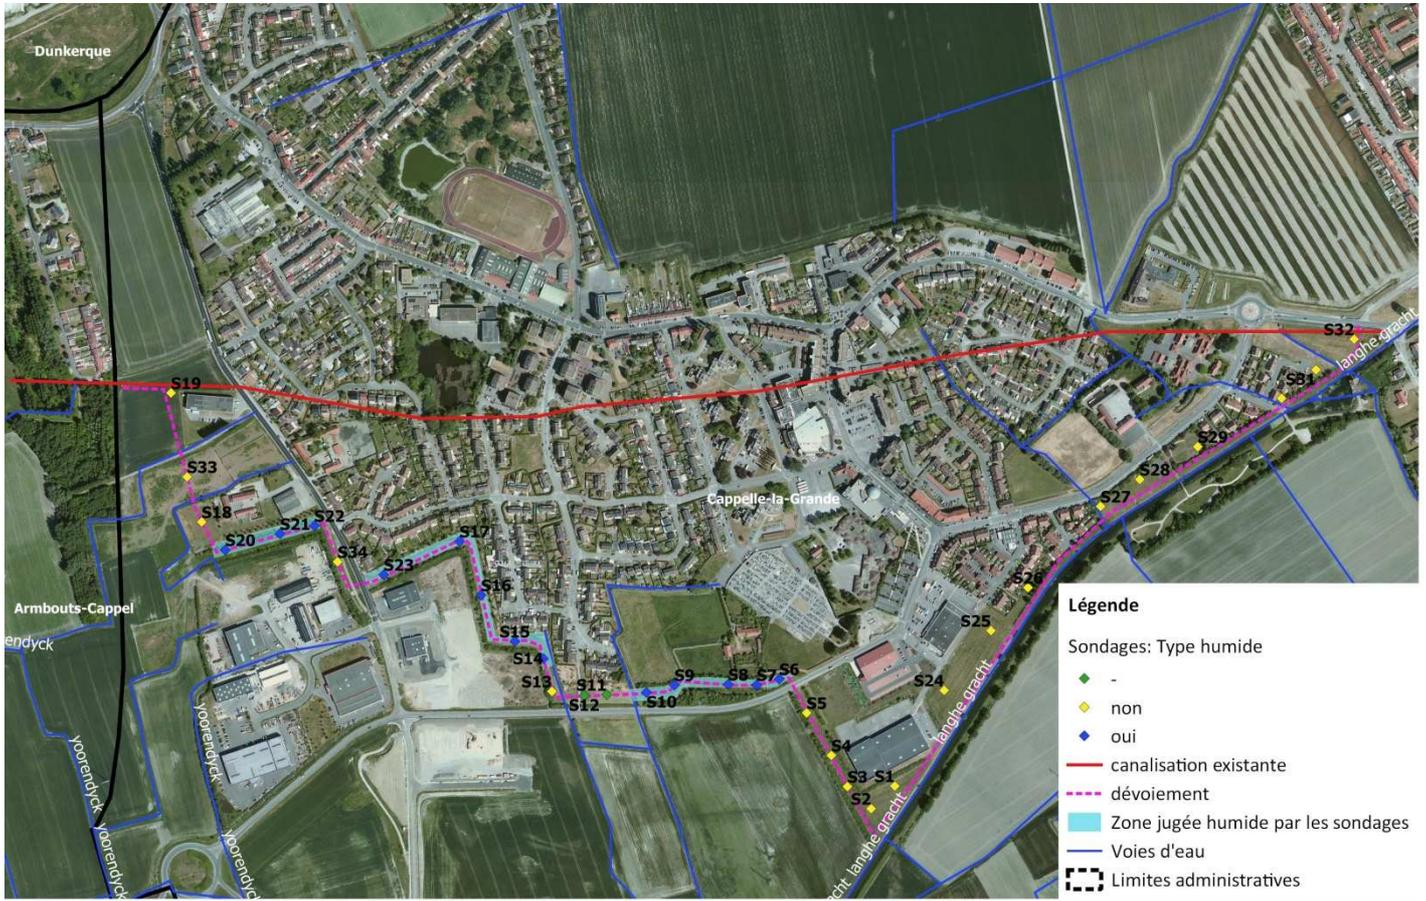 Dunkerque
S32
langhe gracht
S19
S31
S29
S33
S28
Cappelle-la-Grande
S27
S18
S22
S21
S17
S20
S34
S23
S26
S16
Armbouts-Cappel
endyck
S15
S25
S14
S13
S9
S8
S7
S6
S11
S10
S12
S24
S5
langhe gracht
yoorendyck
yoorendyck
S4
S3
S1
S2
langhe gracht
yoorendyck
yoorendyck
acht
Légende
Sondages: Type humide
-
non
oui
canalisation existante
dévoiement
Zone jugée humide par les sondages
Voies d'eau
Limites administratives